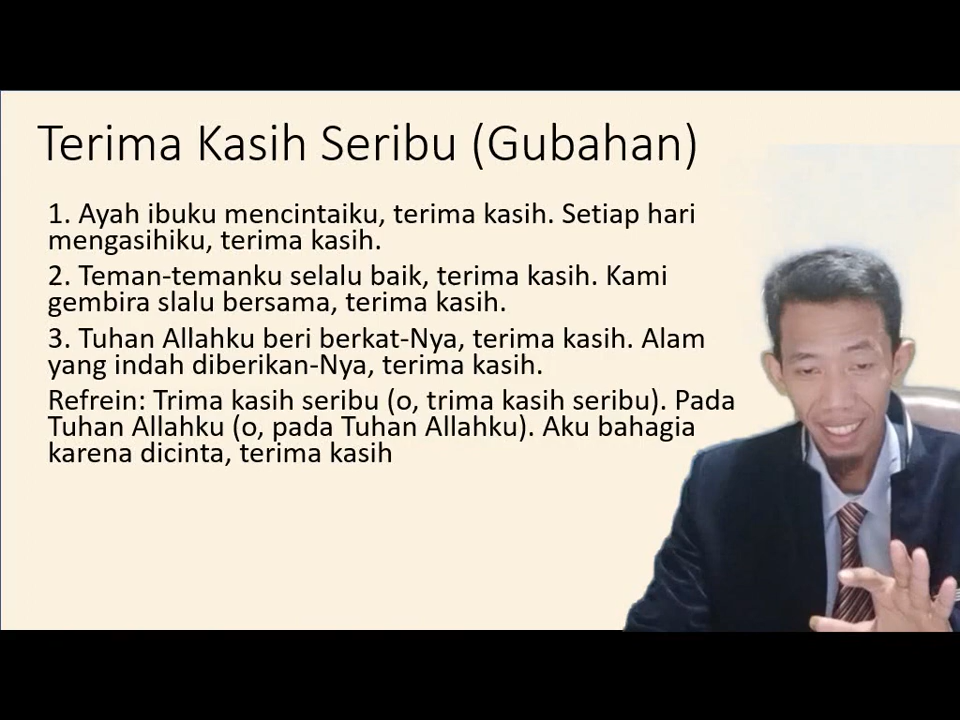 Terima Kasih Seribu (Gubahan)
1. Ayah ibuku mencintaiku, terima kasih. Setiap hari
mengasihiku, terima kasih.
2. Teman-temanku selalu baik, terima kasih. Kami
gembira slalu bersama, terima kasih.
3. Tuhan Allahku beri berkat-Nya, terima kasih. Alam
yang indah diberikan-Nya, terima kasih.
Refrein: Trima kasih seribu (o, trima kasih seribu). Pada
Tuhan Allahku (o, pada Tuhan Allahku). Aku bahagia
karena dicinta, terima kasih